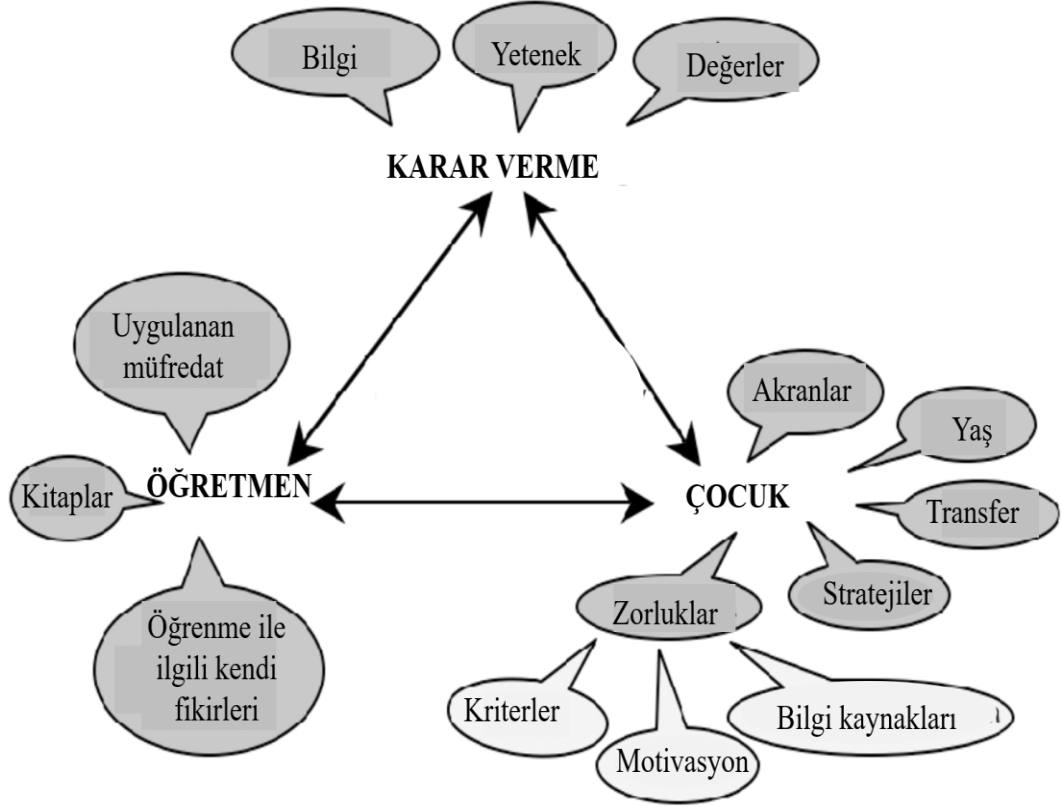 Bilgi
Yetenek
Değerler
KARAR VERME
Uygulanan
müfredat
Akranlar
Yaş
Kitaplar
ÖĞRETMEN
ÇOCUK
Transfer
Stratejiler
Zorluklar
Öğrenme ile
ilgili kendi
fikirleri
Kriterler
Bilgi kaynakları
Motivasyon